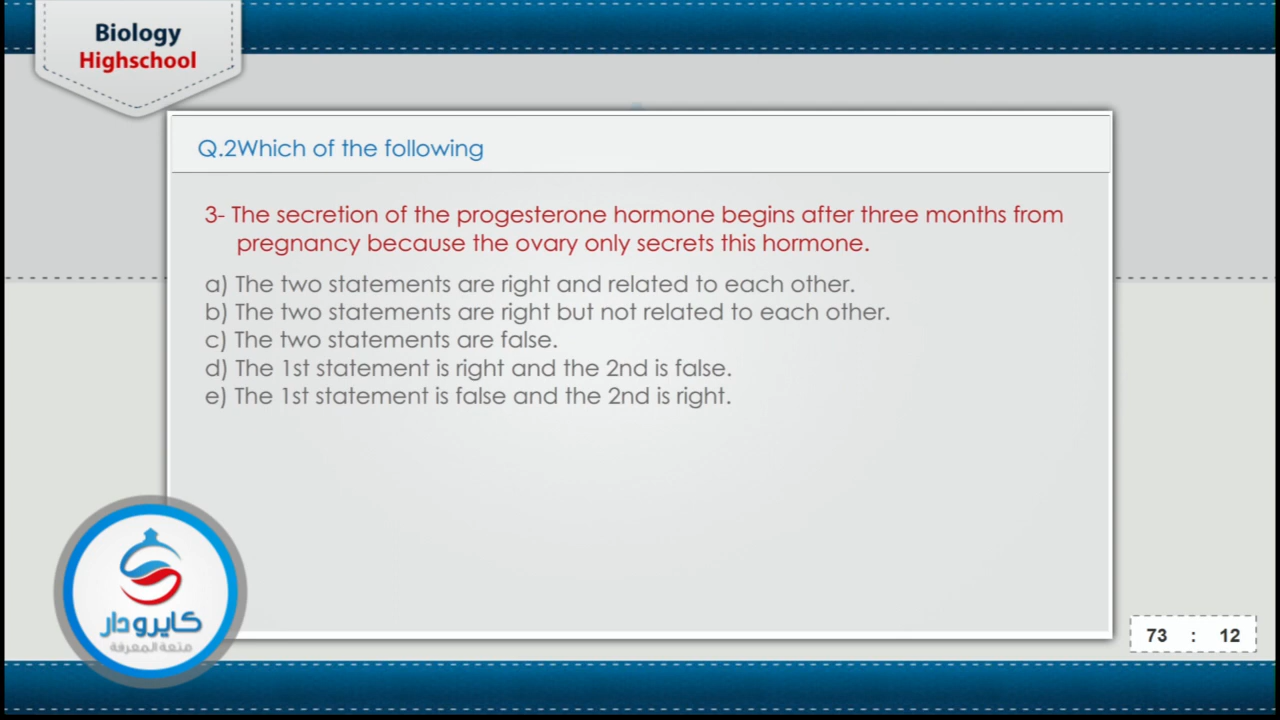 Biology
Highschool
Q.2Which of the following
3- The secretion of the progesterone hormone begins after three months from
pregnancy because the ovary only secrets this hormone.
a) The two statements are right and related to each other.
b) The two statements are right but not related to each other.
c) The two statements are false.
d) The 1st statement is right and the 2nd is false.
e) The 1st statement is false and the 2nd is right.
كايرودار
متعة المعرفة
73 : 12